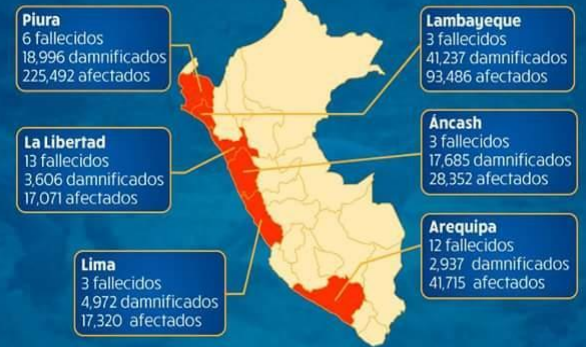 Piura
6 fallecidos
18,996 damnificados
225,492 afectados
Lambayeque
3 fallecidos
41,237 damnificados
93,486 afectados
La Libertad
13 fallecidos
3,606 damnificados
17,071 afectados
Áncash
3 fallecidos
17,685 damnificados
28,352 afectados
Lima
3 fallecidos
4,972 damnificados
17,320 afectados
Arequipa
12 fallecidos
2,937 damnificados
41,715 afectados